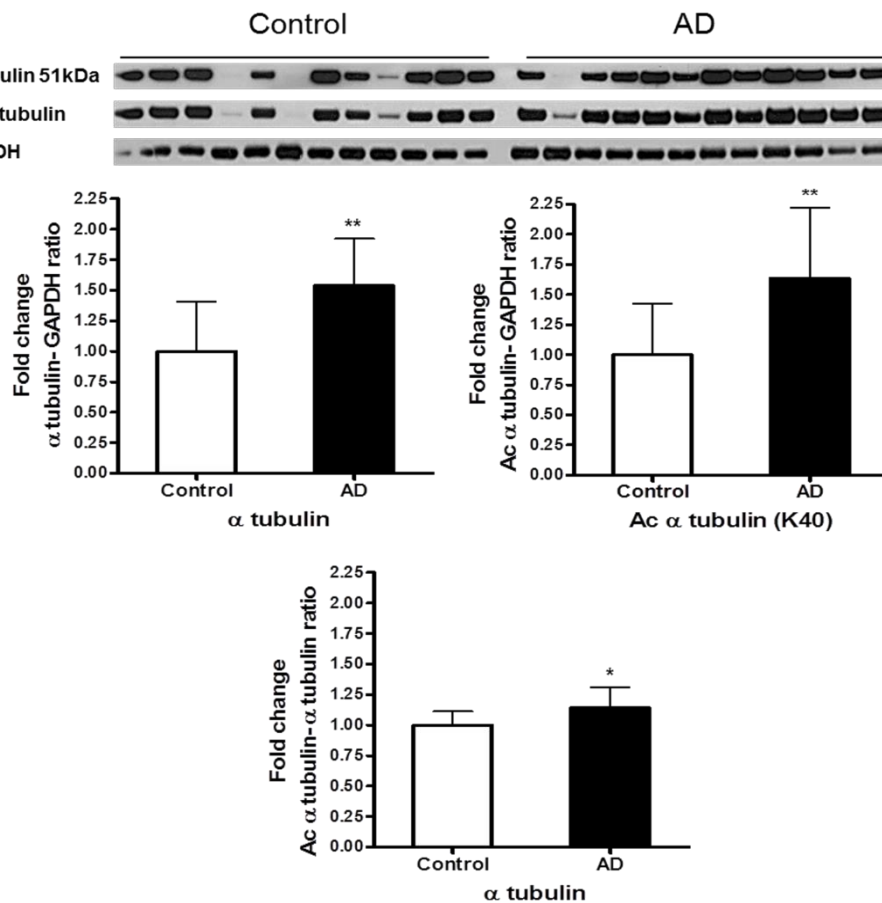 Control AD
ulin 51kDa
tubulin
DH
2.25
2.00
1.75
1.50
1.25
1.00
0.75
0.50
0.25
0.00
Fold change
α tubulin-GAPDH ratio
**
Control AD
α tubulin
2.25
2.00
1.75
1.50
1.25
1.00
0.75
0.50
0.25
0.00
Fold change
Ac α tubulin-GAPDH ratio
**
Control AD
Ac α tubulin (K40)
2.25
2.00
1.75
1.50
1.25
1.00
0.75
0.50
0.25
0.00
Fold change
Ac α tubulin-α tubulin ratio
*
Control AD
α tubulin